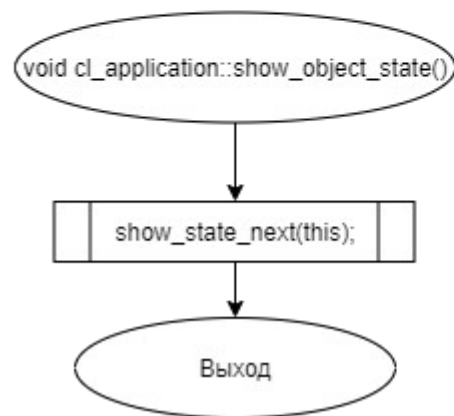 void cl_application::show_object_state()
show_state_next(this);
Выход